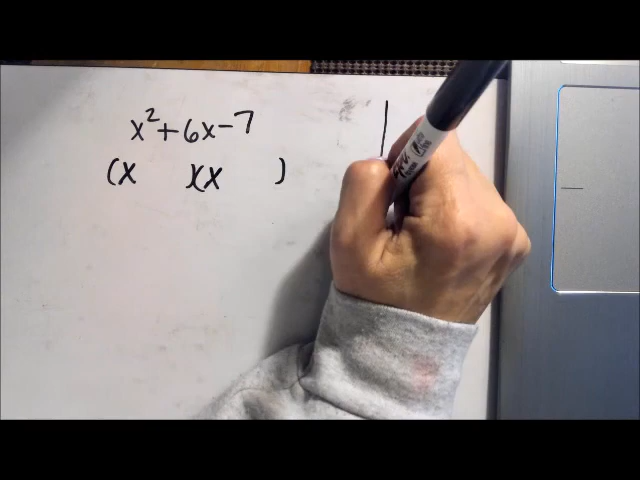 x²+6x-7
(x )(x )